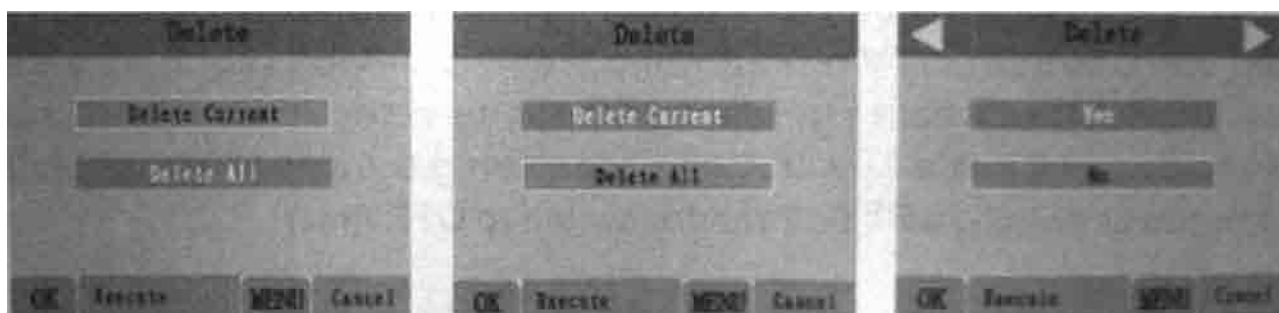 Delete
Delete Current
Delete All
OK Execute MENU Cancel
Delete
Delete Current
Delete All
OK Execute MENU Cancel
Delete
Yes
No
OK Execute MENU Cancel